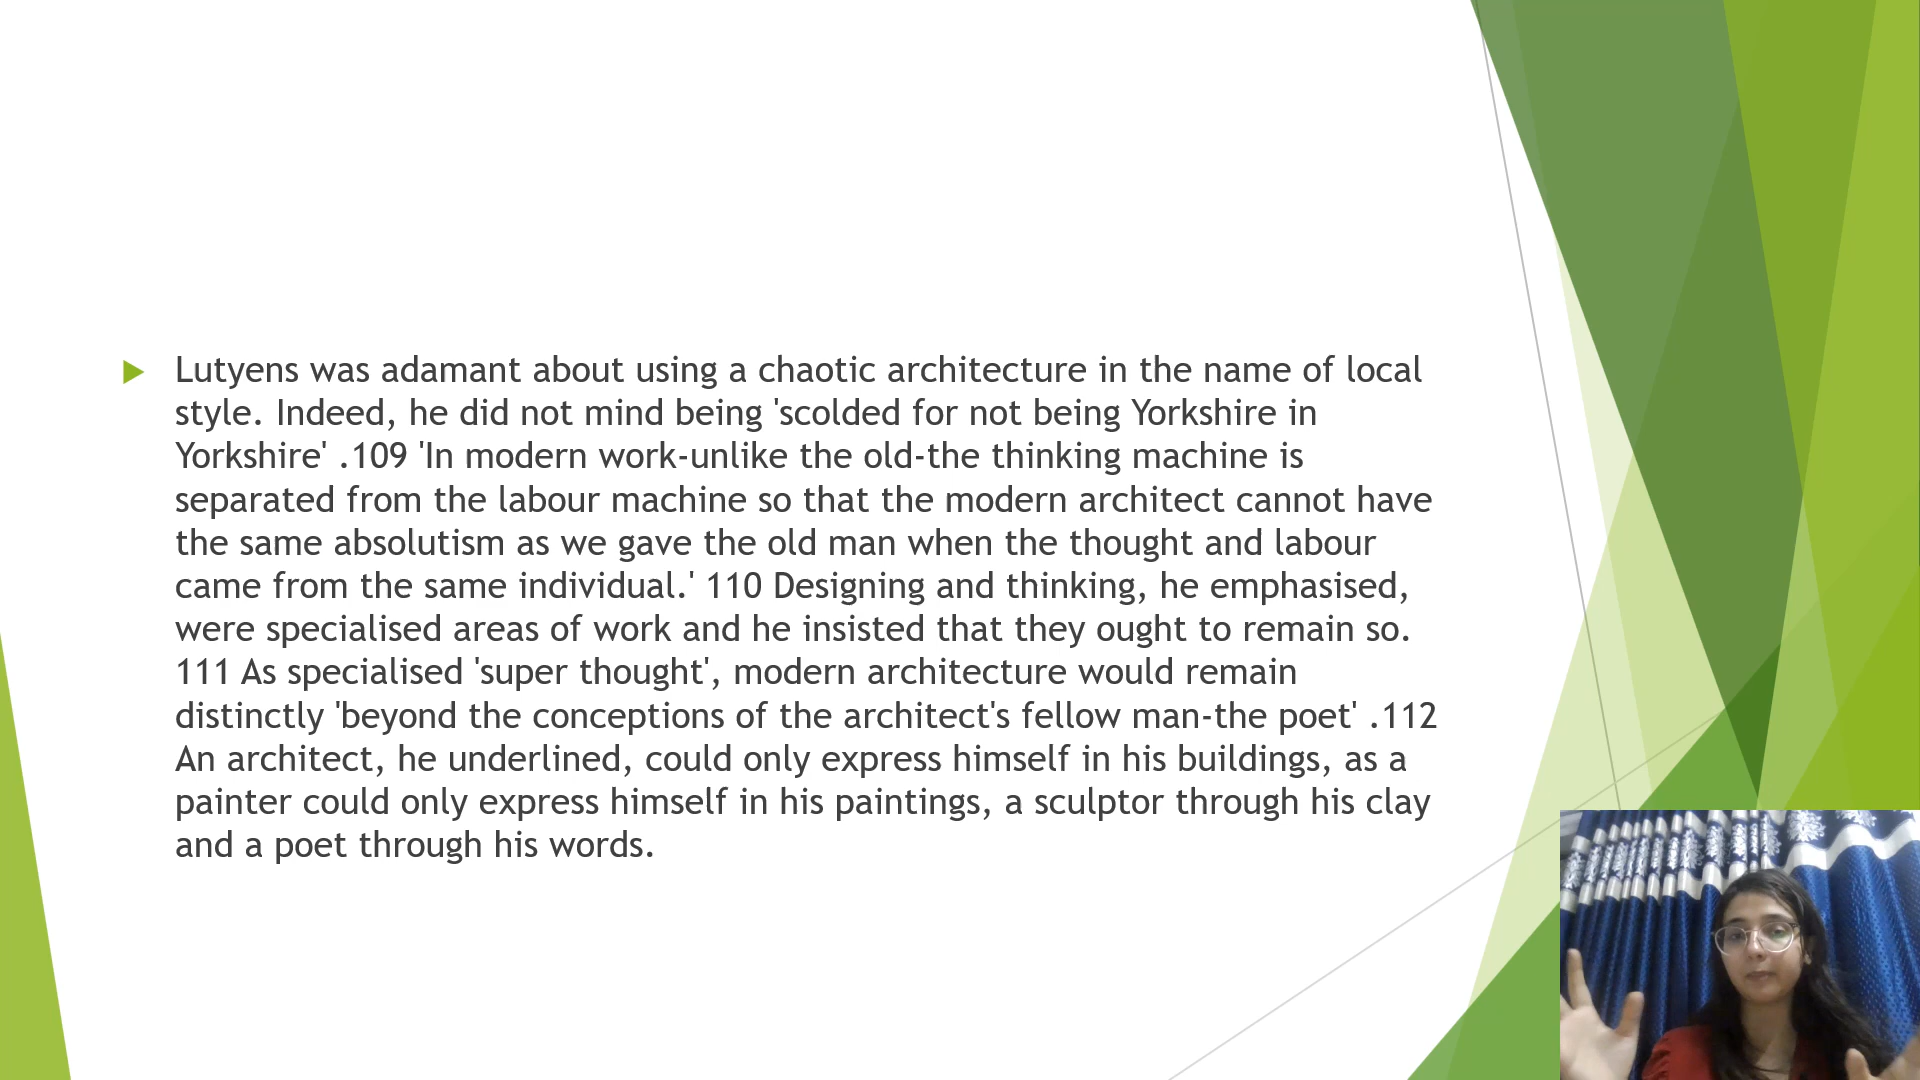 Lutyens was adamant about using a chaotic architecture in the name of local
style. Indeed, he did not mind being 'scolded for not being Yorkshire in
Yorkshire' .109 'In modern work-unlike the old-the thinking machine is
separated from the labour machine so that the modern architect cannot have
the same absolutism as we gave the old man when the thought and labour
came from the same individual.' 110 Designing and thinking, he emphasised,
were specialised areas of work and he insisted that they ought to remain so.
111 As specialised 'super thought', modern architecture would remain
distinctly 'beyond the conceptions of the architect's fellow man-the poet' .112
An architect, he underlined, could only express himself in his buildings, as a
painter could only express himself in his paintings, a sculptor through his clay
and a poet through his words.